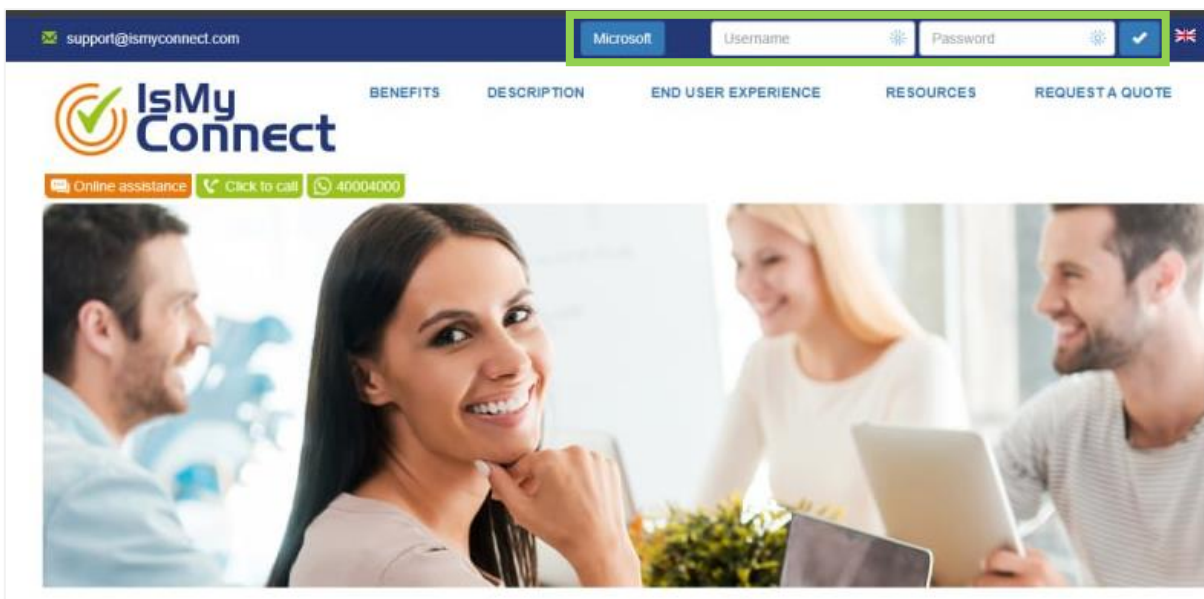 support@ismyconnect.com Microsoft Username Password
IsMy
Connect
BENEFITS DESCRIPTION END USER EXPERIENCE RESOURCES REQUEST A QUOTE
Online assistance Click to call 40004000